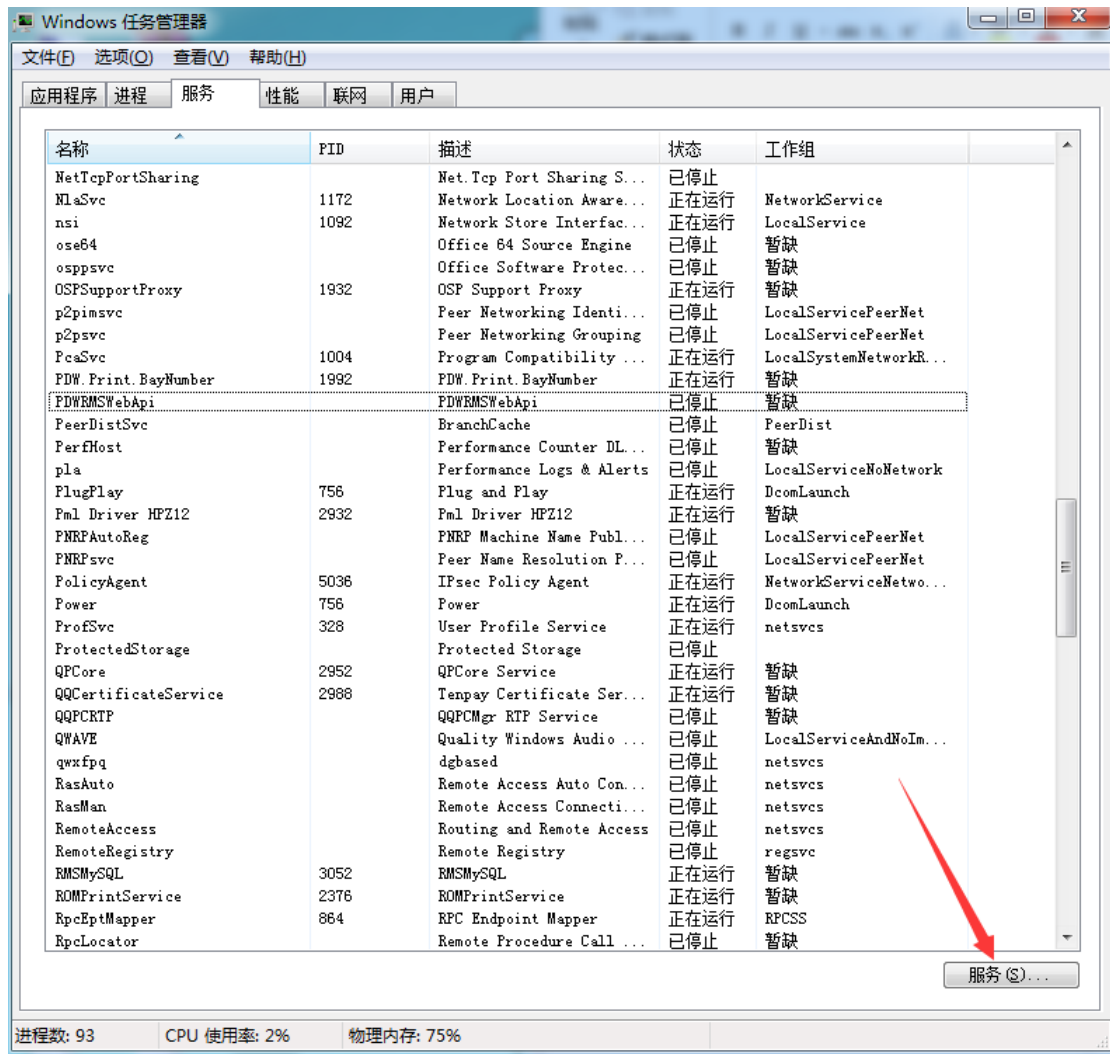 Windows 任务管理器
文件(F) 选项(O) 查看(V) 帮助(H)
应用程序 进程 服务 性能 联网 用户
名称 PID 描述 状态 工作组
NetTcpPortSharing Net.Tcp Port Sharing S... 已停止
NlaSvc 1172 Network Location Aware... 正在运行 NetworkService
nsi 1092 Network Store Interfac... 正在运行 LocalService
ose64 Office 64 Source Engine 已停止 暂缺
osppsvc Office Software Protec... 已停止 暂缺
OSPSupportProxy 1932 OSP Support Proxy 正在运行 暂缺
p2pimsvc Peer Networking Identi... 已停止 LocalServicePeerNet
p2psvc Peer Networking Grouping 已停止 LocalServicePeerNet
PcaSvc 1004 Program Compatibility ... 正在运行 LocalSystemNetworkR...
PDW.Print.BayNumber 1992 PDW.Print.BayNumber 正在运行 暂缺
PDWRMSWebApi PDWRMSWebApi 已停止 暂缺
PeerDistSvc BranchCache 已停止 PeerDist
PerfHost Performance Counter DL... 已停止 暂缺
pla Performance Logs & Alerts 已停止 LocalServiceNoNetwork
PlugPlay 756 Plug and Play 正在运行 DcomLaunch
Pml Driver HPZ12 2932 Pml Driver HPZ12 正在运行 暂缺
PNRPAutoReg PNRP Machine Name Publ... 已停止 LocalServicePeerNet
PNRPsvc Peer Name Resolution P... 已停止 LocalServicePeerNet
PolicyAgent 5036 IPsec Policy Agent 正在运行 NetworkServiceNetwo...
Power 756 Power 正在运行 DcomLaunch
ProfSvc 328 User Profile Service 正在运行 netsvcs
ProtectedStorage Protected Storage 已停止
QPCore 2952 QPCore Service 正在运行 暂缺
QQCertificateService 2988 Tenpay Certificate Ser... 正在运行 暂缺
QQPCRTP QQPCMgr RTP Service 已停止 暂缺
QWAVE Quality Windows Audio ... 已停止 LocalServiceAndNoIm...
qwxfpq dgbased 已停止 netsvcs
RasAuto Remote Access Auto Con... 已停止 netsvcs
RasMan Remote Access Connecti... 已停止 netsvcs
RemoteAccess Routing and Remote Access 已停止 netsvcs
RemoteRegistry Remote Registry 已停止 regsvc
RMSMySQL 3052 RMSMySQL 正在运行 暂缺
ROMPrintService 2376 ROMPrintService 正在运行 暂缺
RpcEptMapper 864 RPC Endpoint Mapper 正在运行 RPCSS
RpcLocator Remote Procedure Call ... 已停止 暂缺
服务(S)...
进程数: 93 CPU 使用率: 2% 物理内存: 75%